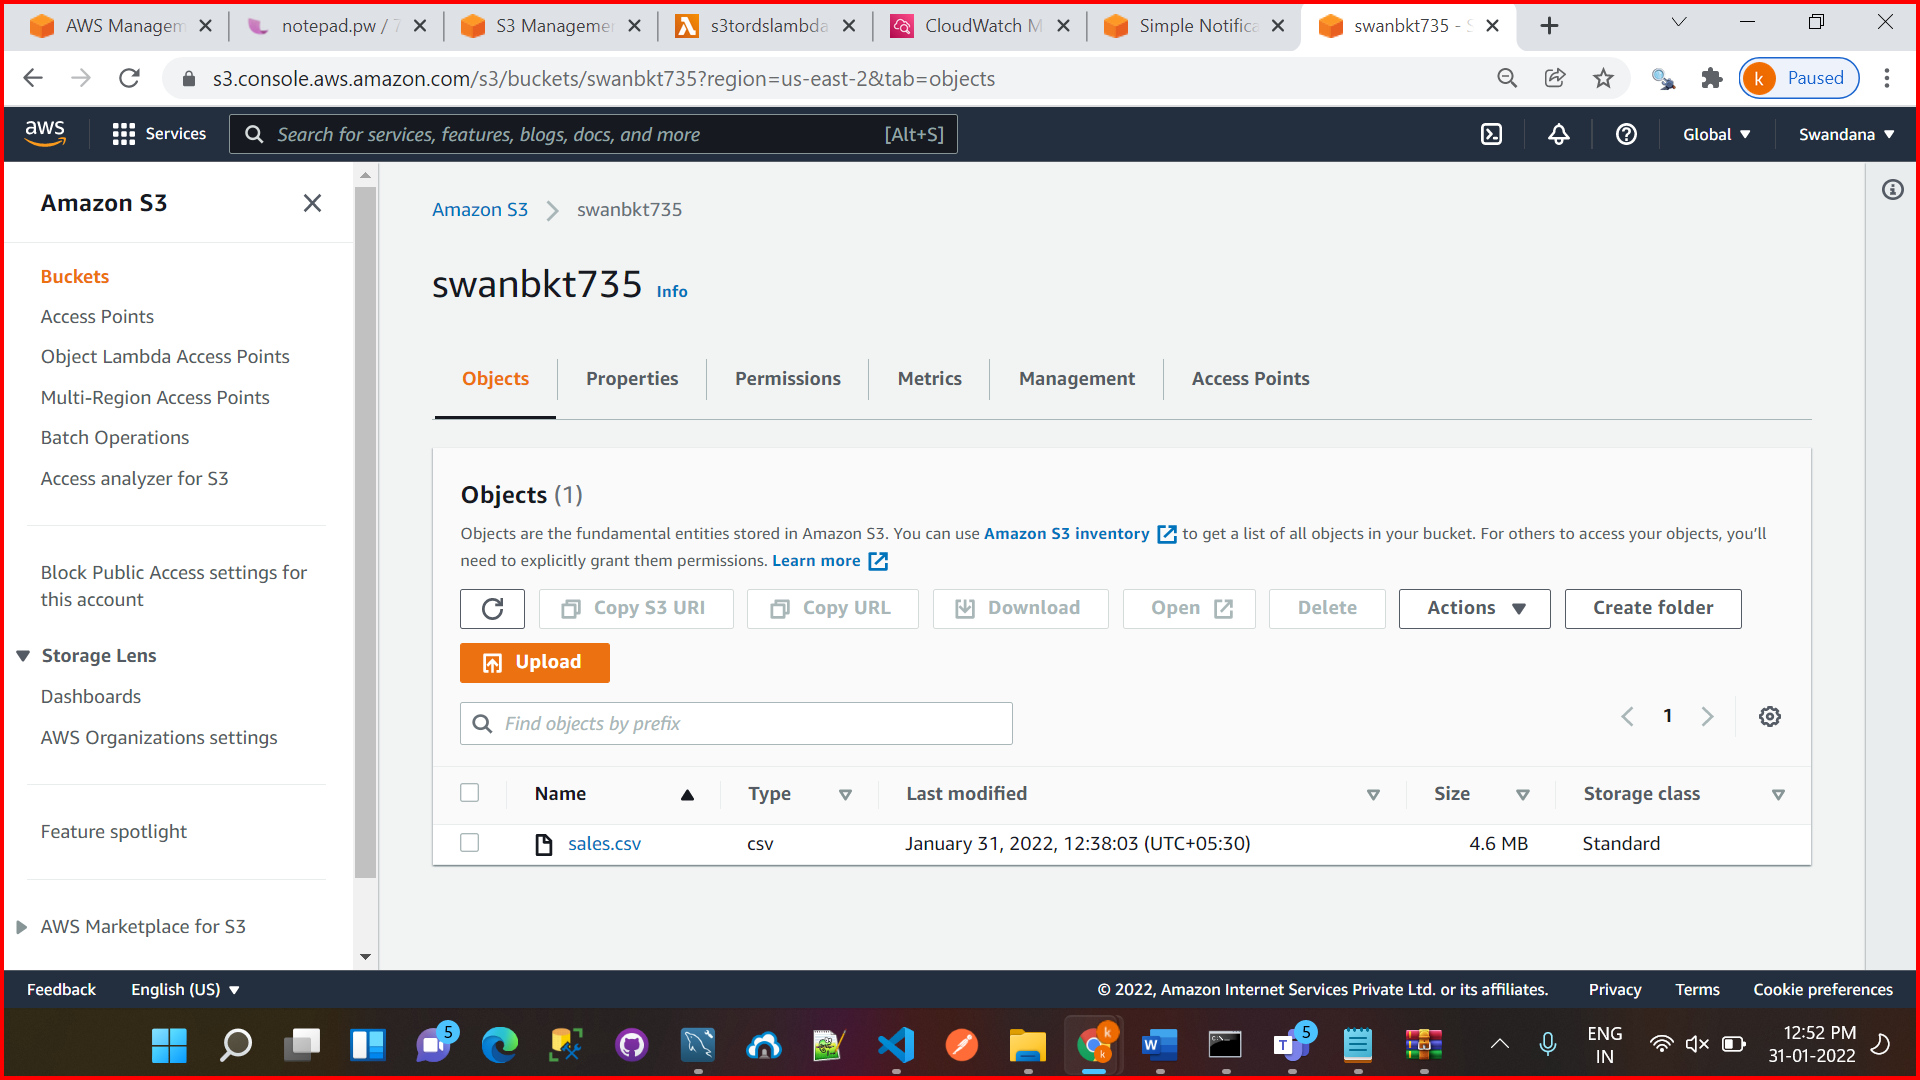 AWS Managem
notepad.pw / 7
S3 Managemen
s3tordslambda
CloudWatch M
Simple Notifica
swanbkt735 - S
s3.console.aws.amazon.com/s3/buckets/swanbkt735?region=us-east-2&tab=objects
k Paused
aws Services Search for services, features, blogs, docs, and more [Alt+S] Global Swandana
Amazon S3
Buckets
Access Points
Object Lambda Access Points
Multi-Region Access Points
Batch Operations
Access analyzer for S3
Block Public Access settings for
this account
Storage Lens
Dashboards
AWS Organizations settings
Feature spotlight
AWS Marketplace for S3
Amazon S3 swanbkt735
swanbkt735 Info
Objects Properties Permissions Metrics Management Access Points
Objects (1)
Objects are the fundamental entities stored in Amazon S3. You can use Amazon S3 inventory to get a list of all objects in your bucket. For others to access your objects, you'll
need to explicitly grant them permissions. Learn more
Copy S3 URI Copy URL Download Open Delete Actions Create folder
Upload
Find objects by prefix
1
Name Type Last modified Size Storage class
sales.csv csv January 31, 2022, 12:38:03 (UTC+05:30) 4.6 MB Standard
Feedback English (US) © 2022, Amazon Internet Services Private Ltd. or its affiliates. Privacy Terms Cookie preferences
5
k
k
W
T 5
ENG
IN
12:52 PM
31-01-2022